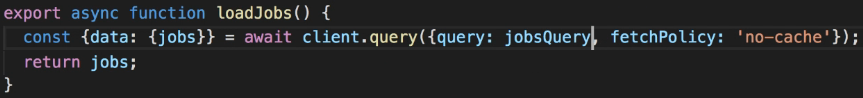 export async function loadJobs() {
  const {data: {jobs}} = await client.query({query: jobsQuery, fetchPolicy: 'no-cache'});
  return jobs;
}